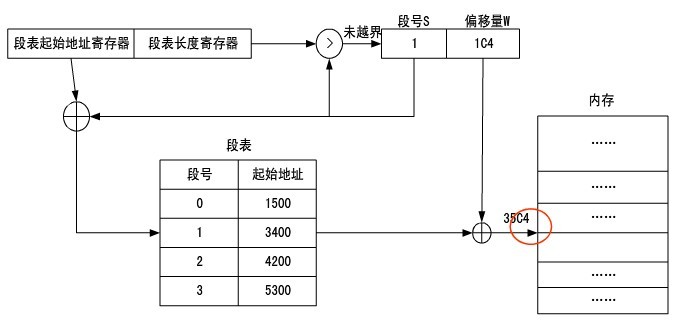 段号S 偏移量W
段表起始地址寄存器 段表长度寄存器 > 未越界 1 1C4
内存
段表
段号 起始地址
0 1500
1 3400
2 4200
3 5300
35C4
……
……
……
……
……